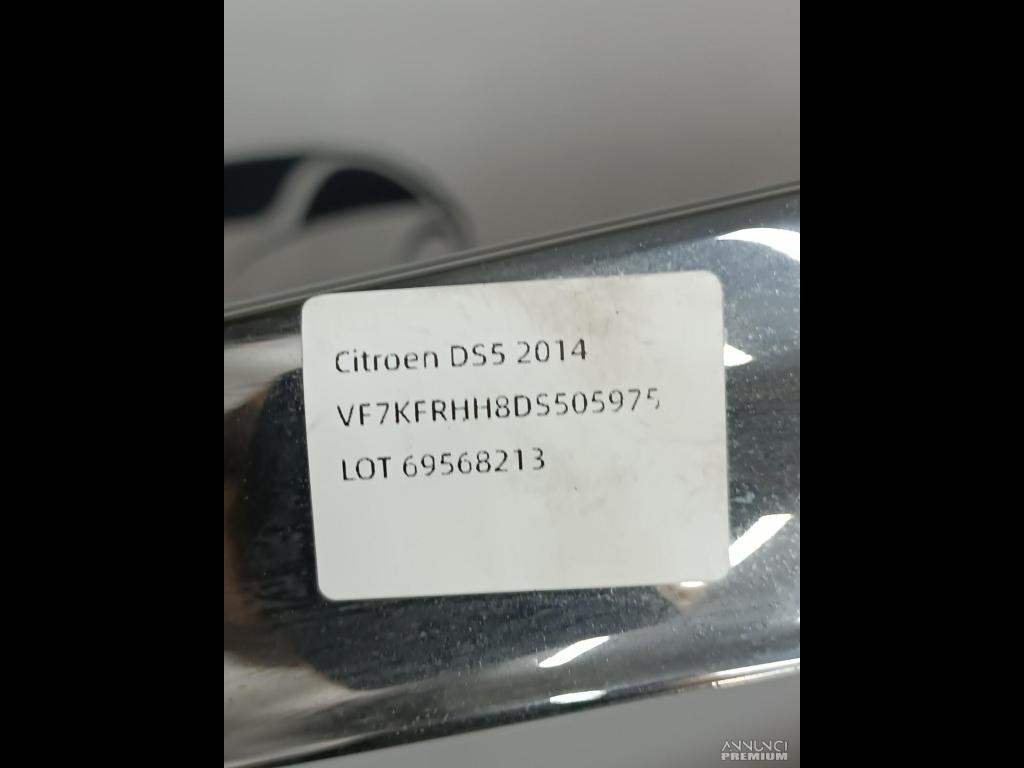 Citroen DS5 2014
VF7KFRHH8DS505975
LOT 69568213
ANNUNCI
PREMIUM